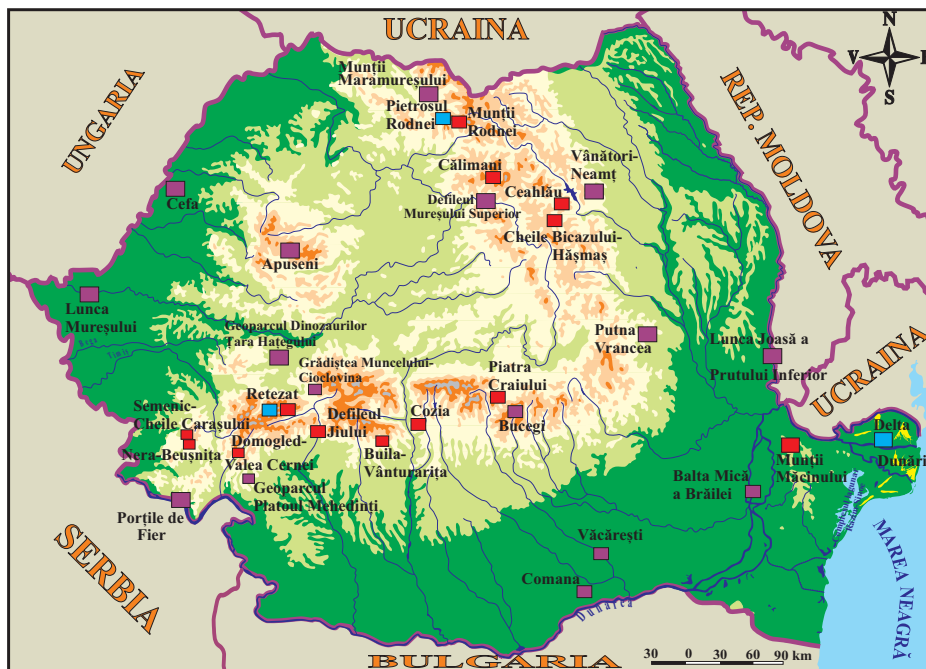 UCRAINA
N
V
E
S
UNGARIA
REP. MOLDOVA
Munții
Maramureșului
Pietrosul
Rodnei
Munții
Rodnei
Călimani
Vânători-
Neamț
Ceahlău
Defileul
Mureșului Superior
Cheile Bicazului-
Hășmaș
Cefa
Apuseni
Lunca
Mureșului
Geoparcul Dinozaurilor
Țara Hațegului
Putna
Vrancea
Lunca Joasă a
Prutului Inferior
UCRAINA
Grădiștea Muncelului-
Cioclovina
Piatra
Craiului
Retezat
Semenic-
Cheile Carașului
Defileul
Jiului
Cozia
Bucegi
Delta
Dunării
Nera-Beușnița
Domogled-
Valea Cernei
Buila-
Vânturarița
Munții
Măcinului
Geoparcul
Platoul Mehedinți
Balta Mică
a Brăilei
Porțile de
Fier
Văcărești
Comana
Dunărea
SERBIA
MAREA NEAGRĂ
BULGARIA
30 0 30 60 90 km